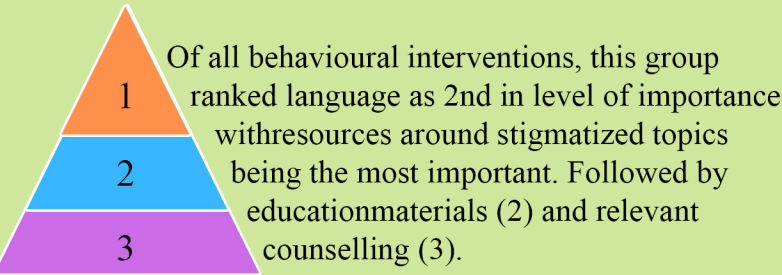 Of all behavioural interventions, this group
1 ranked language as 2nd in level of importance
withresources around stigmatized topics
2 being the most important. Followed by
educationmaterials (2) and relevant
3 counselling (3).